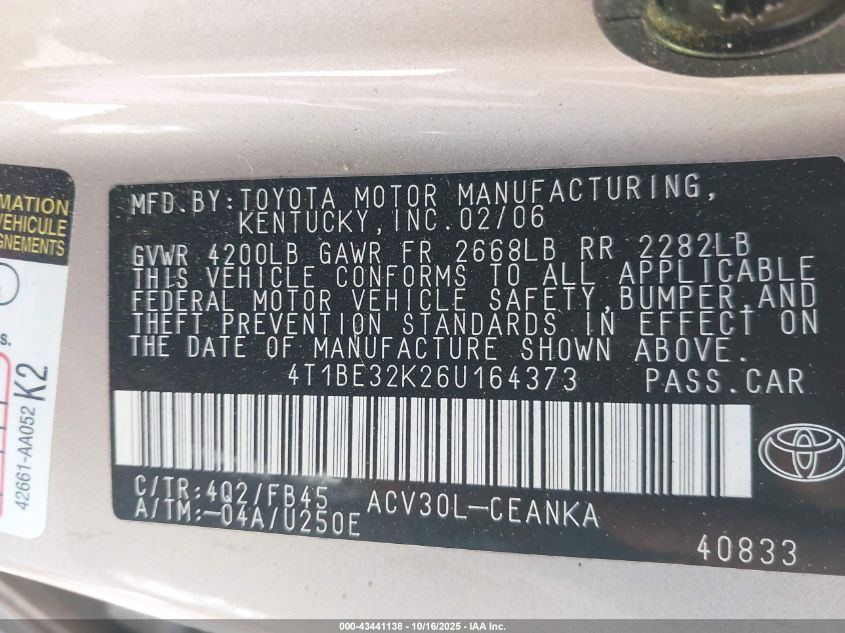 MFD.BY:TOYOTA MOTOR MANUFACTURING,
KENTUCKY,INC.02/06
GVWR 4200LB GAWR FR 2668LB RR 2282LB
THIS VEHICLE CONFORMS TO ALL APPLICABLE
FEDERAL MOTOR VEHICLE SAFETY,BUMPER,AND
THEFT PREVENTION STANDARDS IN EFFECT ON
THE DATE OF MANUFACTURE SHOWN ABOVE.
4T1BE32K26U164373 PASS.CAR
C/TR:4Q2/FB45 ACV30L-CEANKA
A/TM:-04A/U250E
40833
MATION
VÉHICULE
GNEMENTS
s.
42661-AA052 K2
000-43441138 - 10/16/2025 - IAA Inc.